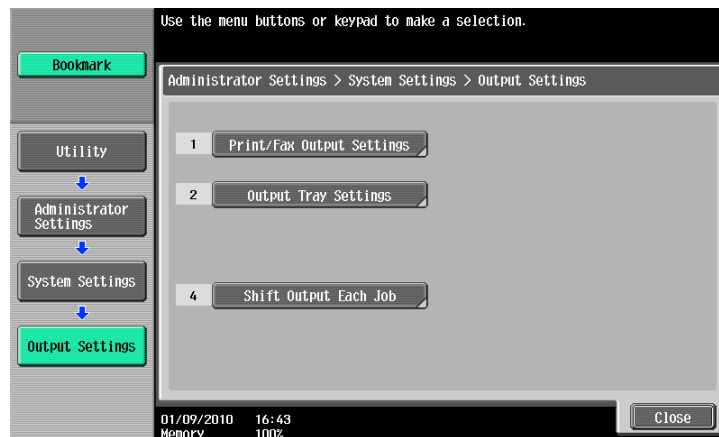 Use the menu buttons or keypad to make a selection.
Bookmark
Administrator Settings > System Settings > Output Settings
Utility
Administrator
Settings
System Settings
Output Settings
1 Print/Fax Output Settings
2 Output Tray Settings
4 Shift Output Each Job
01/09/2010 16:43
Memory 100%
Close